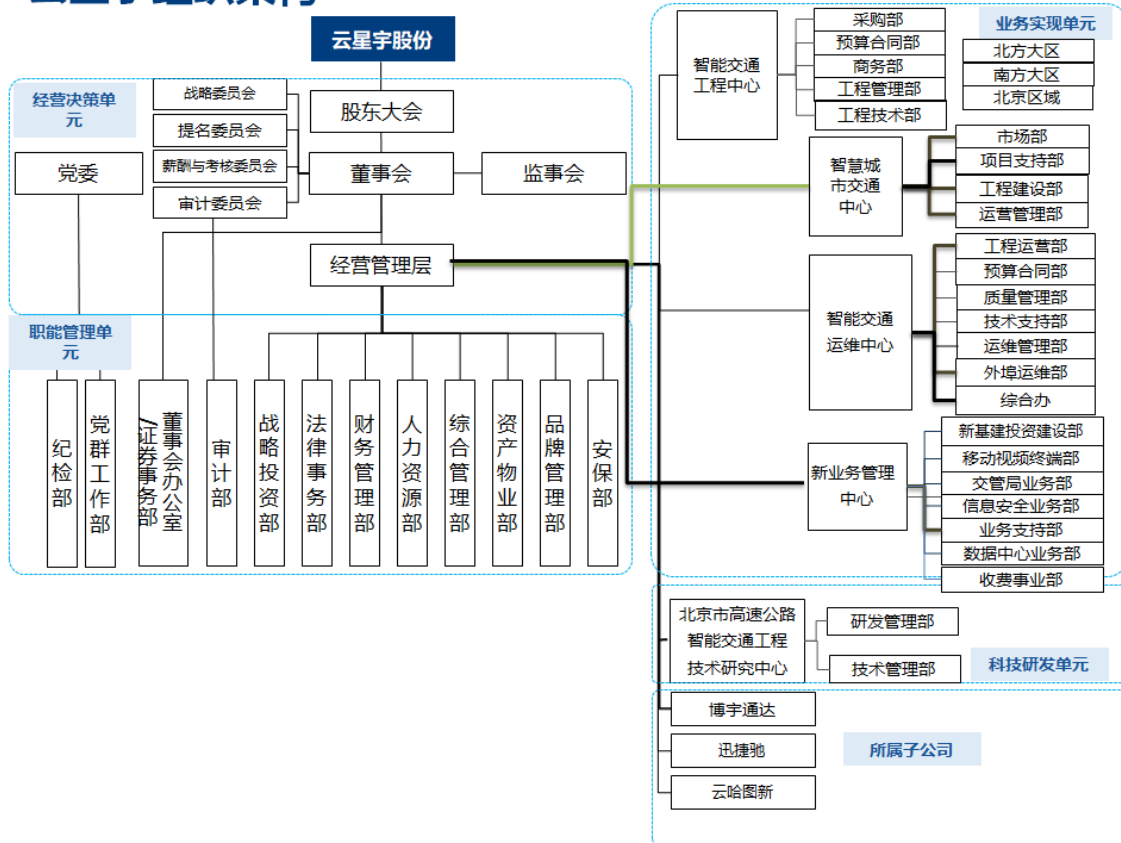 云星宇组织架构
云星宇股份
经营决策单
元
战略委员会
提名委员会
薪酬与考核委员会
审计委员会
股东大会
党委
董事会
监事会
经营管理层
职能管理单
元
纪检部
党群工作部
董事会办公室
/证券事务部
审计部
战略投资部
法律事务部
财务管理部
人力资源部
综合管理部
资产物业部
品牌管理部
安保部
业务实现单元
智能交通
工程中心
采购部
预算合同部
商务部
工程管理部
工程技术部
北方大区
南方大区
北京区域
智慧城
市交通
中心
市场部
项目支持部
工程建设部
运营管理部
智能交通
运维中心
工程运营部
预算合同部
质量管理部
技术支持部
运维管理部
外埠运维部
综合办
新业务管理
中心
新基建投资建设部
移动视频终端部
交管局业务部
信息安全业务部
业务支持部
数据中心业务部
收费事业部
北京市高速公路
智能交通工程
技术研究中心
研发管理部
技术管理部
科技研发单元
博宇通达
迅捷驰
云哈图新
所属子公司